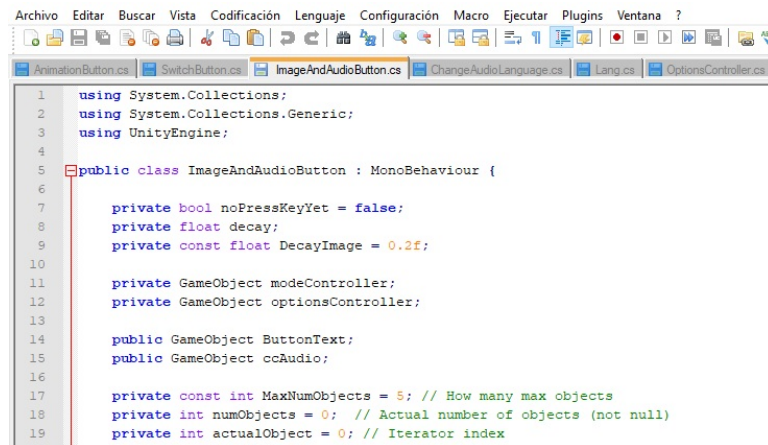 Archivo Editar Buscar Vista Codificación Lenguaje Configuración Macro Ejecutar Plugins Ventana ?
AnimationButton.cs SwitchButton.cs ImageAndAudioButton.cs ChangeAudioLanguage.cs Lang.cs OptionsController.cs
1 using System.Collections;
2 using System.Collections.Generic;
3 using UnityEngine;
4
5 public class ImageAndAudioButton : MonoBehaviour {
6
7 private bool noPressKeyYet = false;
8 private float decay;
9 private const float DecayImage = 0.2f;
10
11 private GameObject modeController;
12 private GameObject optionsController;
13
14 public GameObject ButtonText;
15 public GameObject ccAudio;
16
17 private const int MaxNumObjects = 5; // How many max objects
18 private int numObjects = 0; // Actual number of objects (not null)
19 private int actualObject = 0; // Iterator index